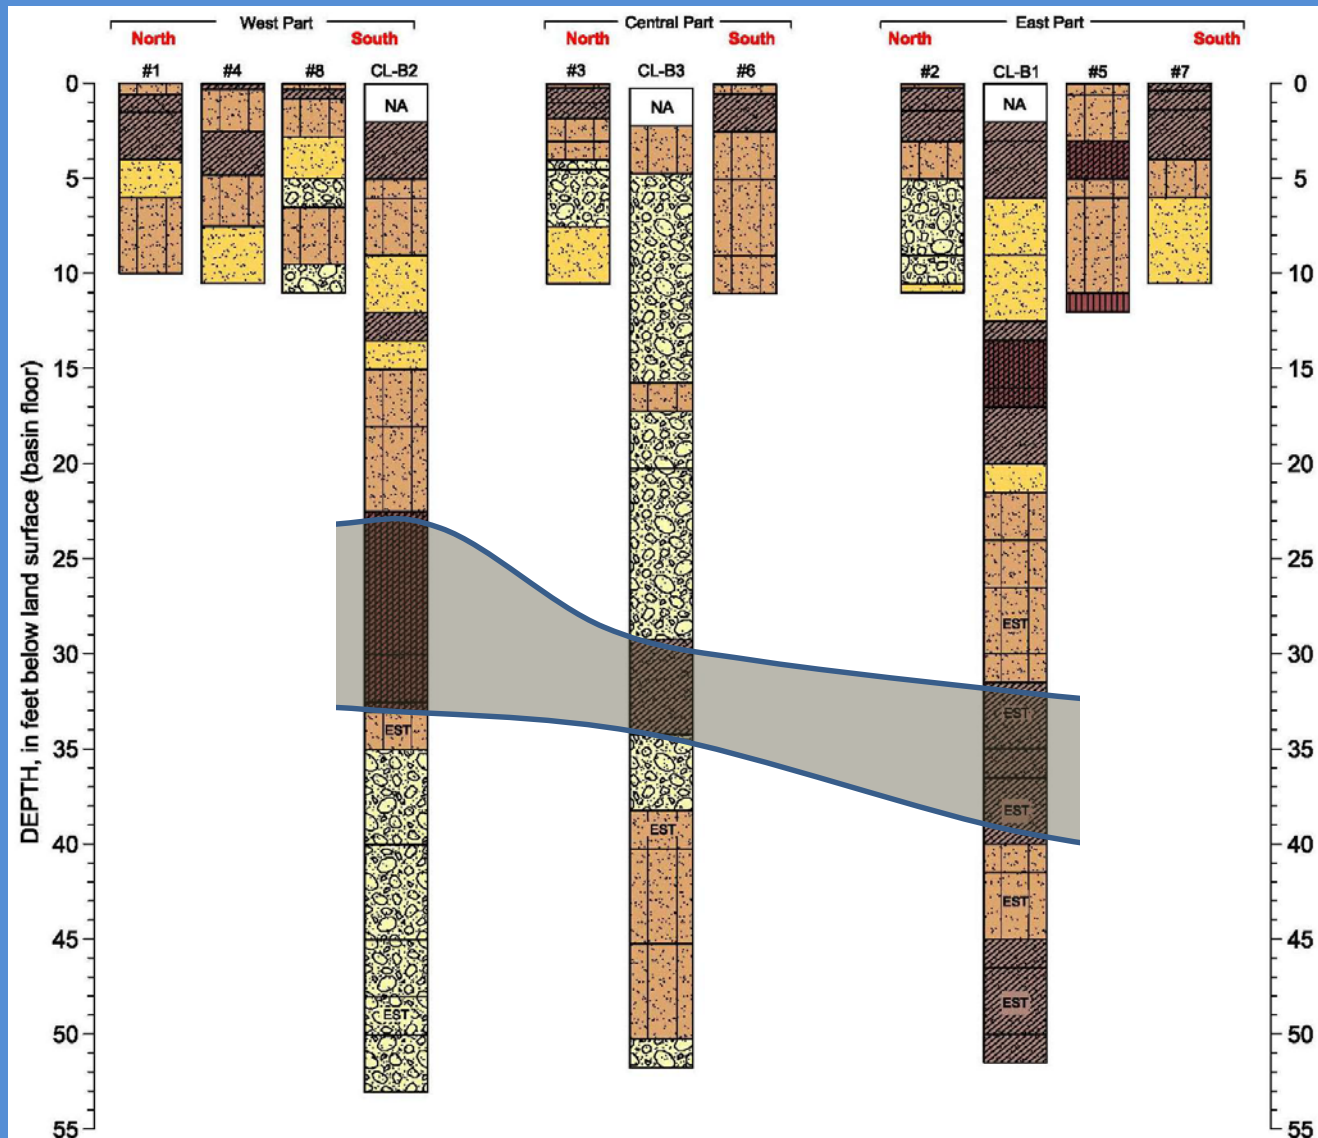 West Part Central Part East Part
North South North South North South
#1 #4 #8 CL-B2 #3 CL-B3 #6 #2 CL-B1 #5 #7
0 0
NA NA NA
5 5
10 10
15 15
20 20
25 25
EST
30 30
EST
EST
35 35
EST
EST
40 40
EST
45 45
EST
EST
50 50
55 55
DEPTH, in feet below land surface (basin floor)